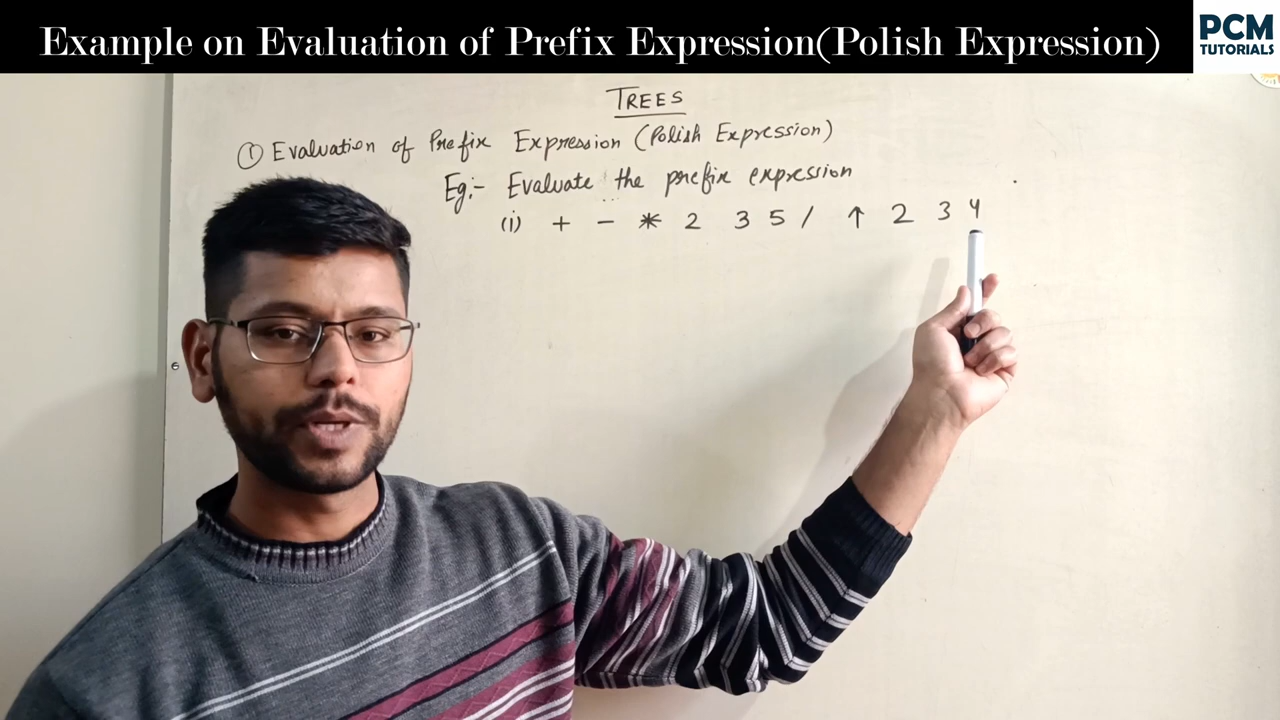 Example on Evaluation of Prefix Expression(Polish Expression)
PCM
TUTORIALS
TREES
① Evaluation of Prefix Expression (Polish Expression)
Eg:- Evaluate the prefix expression
(i) + - * 2 3 5 / ↑ 2 3 4